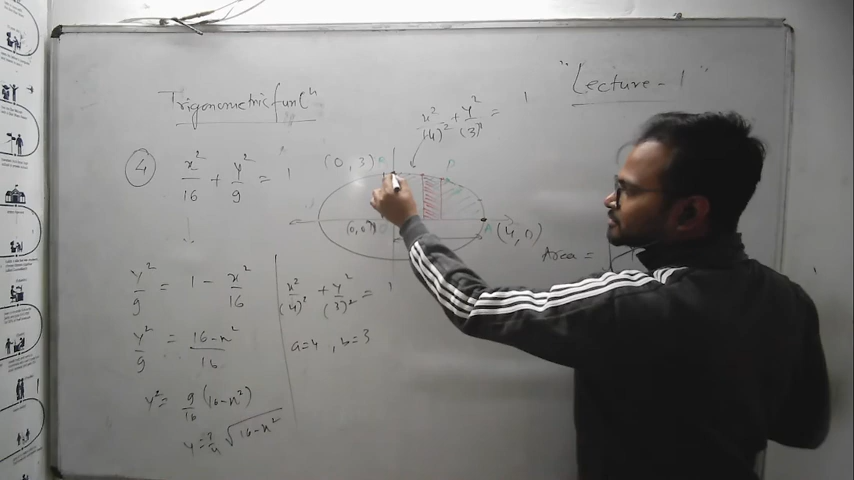 "Lecture-1"
Trigonometric funcⁿ
x²/(4)² + y²/(3)² = 1
④ x²/16 + y²/9 = 1
(0,3)
P
(0,0)
(4,0)
Area =
y²/9 = 1 - x²/16
x²/(4)² + y²/(3)² = 1
y²/9 = 16-x²/16
a=4, b=3
y² = 9/16 (16-x²)
y = 3/4 √16-x²